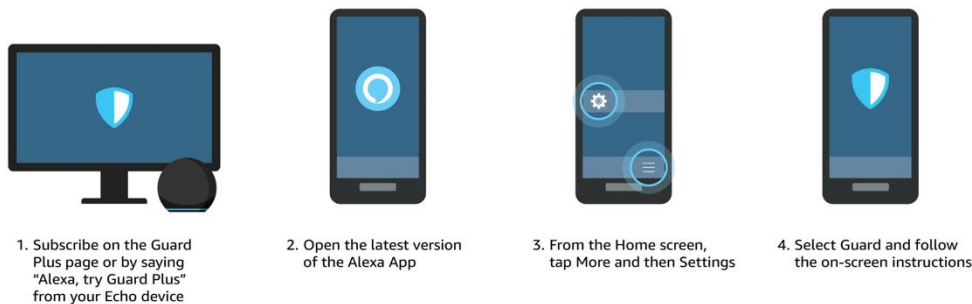 1. Subscribe on the Guard
Plus page or by saying
“Alexa, try Guard Plus”
from your Echo device
2. Open the latest version
of the Alexa App
3. From the Home screen,
tap More and then Settings
4. Select Guard and follow
the on-screen instructions